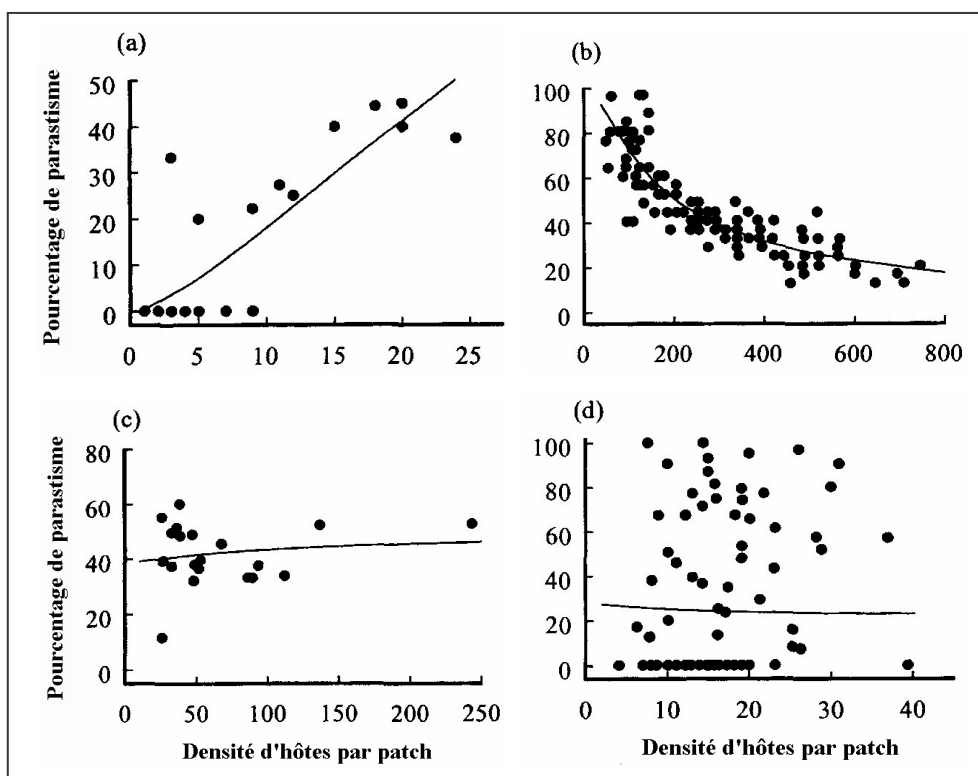 (a)
(b)
Pourcentage de parastisme
50
40
30
20
10
0
0 5 10 15 20 25
100
80
60
40
20
0
0 200 400 600 800
(c)
(d)
Pourcentage de parastisme
80
60
40
20
0
0 50 100 150 200 250
Densité d'hôtes par patch
100
80
60
40
20
0
0 10 20 30 40
Densité d'hôtes par patch